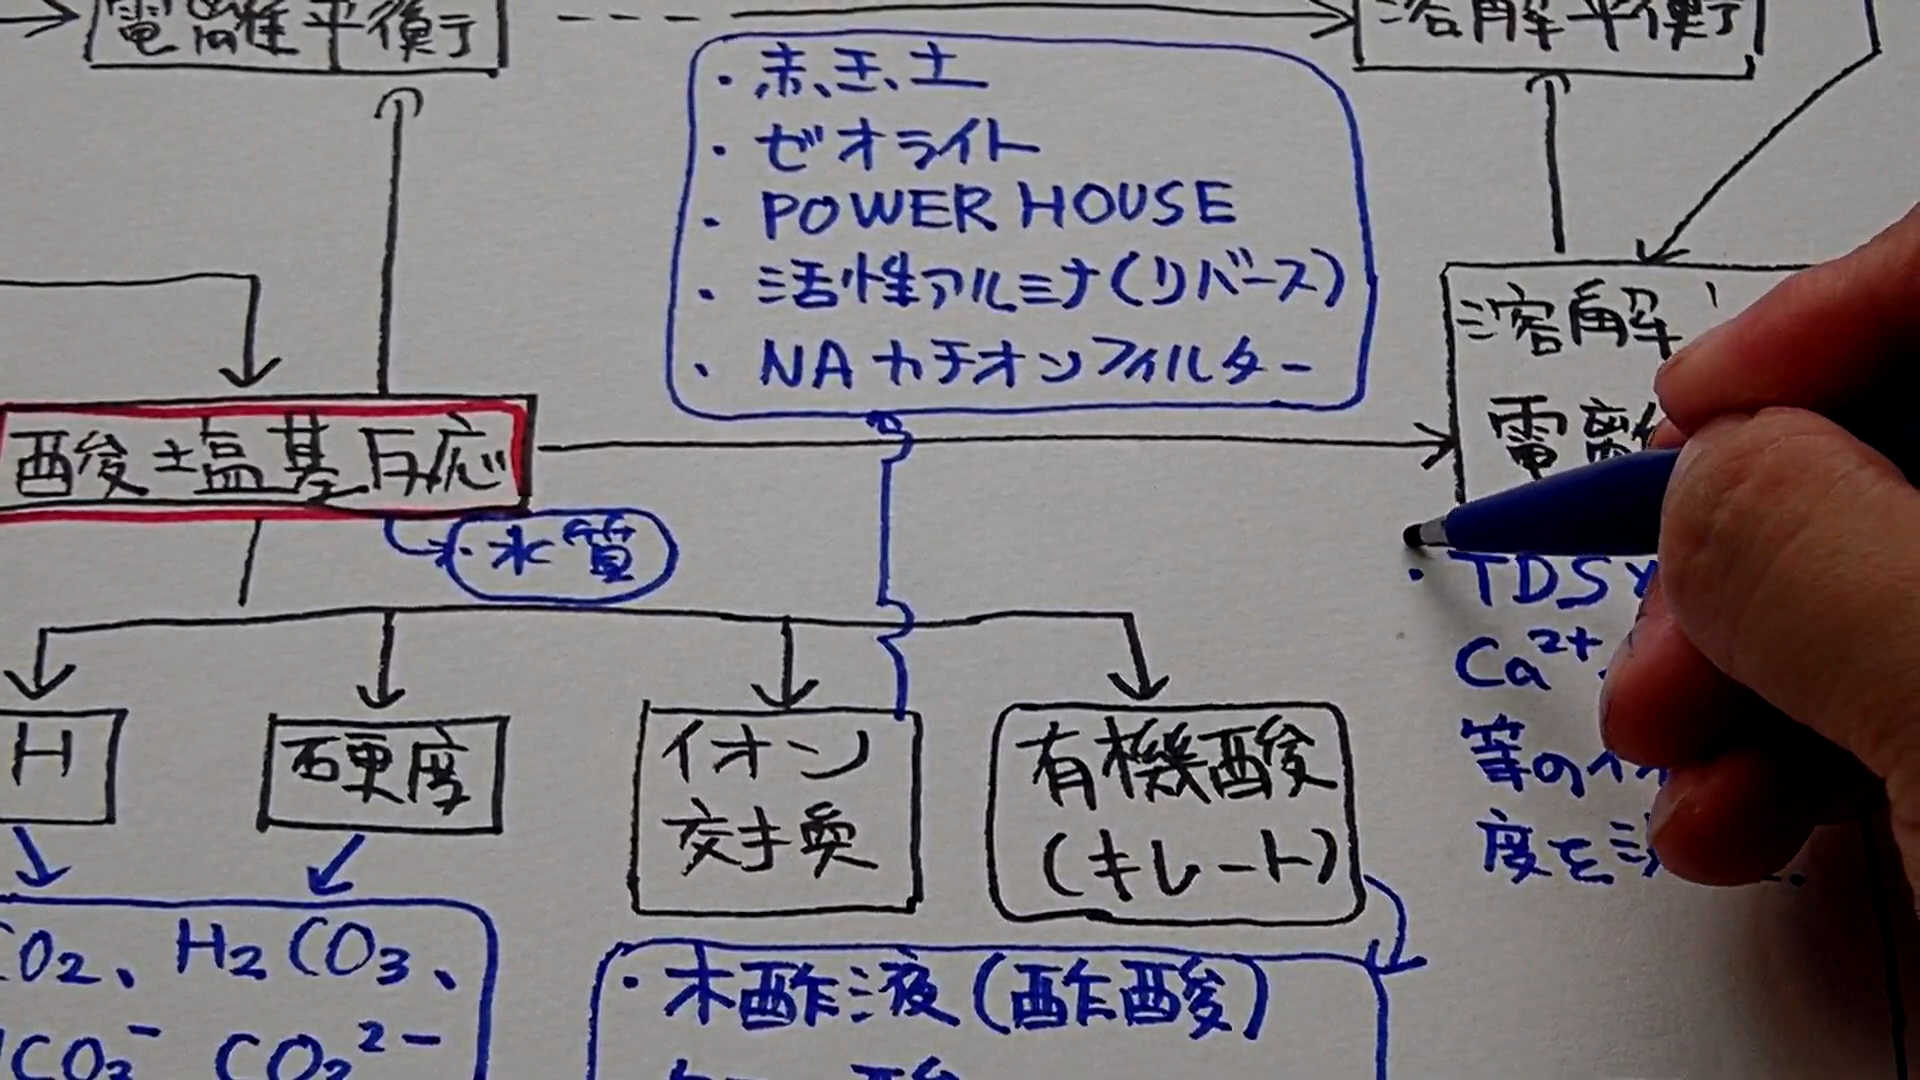 電離平衡
溶解平衡
・赤玉土
・ゼオライト
・POWER HOUSE
・活性アルミナ(リバース)
・NAカチオンフィルター
溶解
電離
酸塩基反応
水質
・TDS
Ca²⁺
等の
度を
H
硬度
イオン
交換
有機酸
(キレート)
CO₂、H₂CO₃、
CO₃²⁻
・木酢液(酢酸)